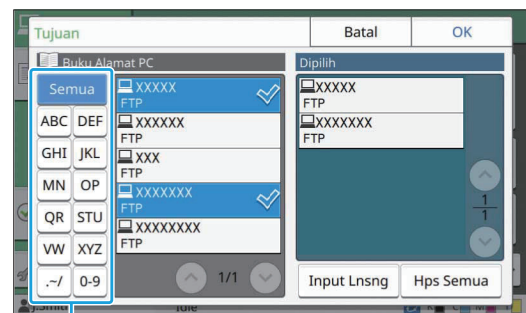 Tujuan
Batal
OK
Buku Alamat PC
Dipilih
Semua
ABC DEF
GHI JKL
MN OP
QR STU
VW XYZ
.~/ 0-9
XXXXX
FTP
XXXXXX
FTP
XXX
FTP
XXXXXXX
FTP
XXXXXXXX
FTP
1/1
XXXXX
FTP
XXXXXXX
FTP
1
1
Input Lnsng
Hps Semua